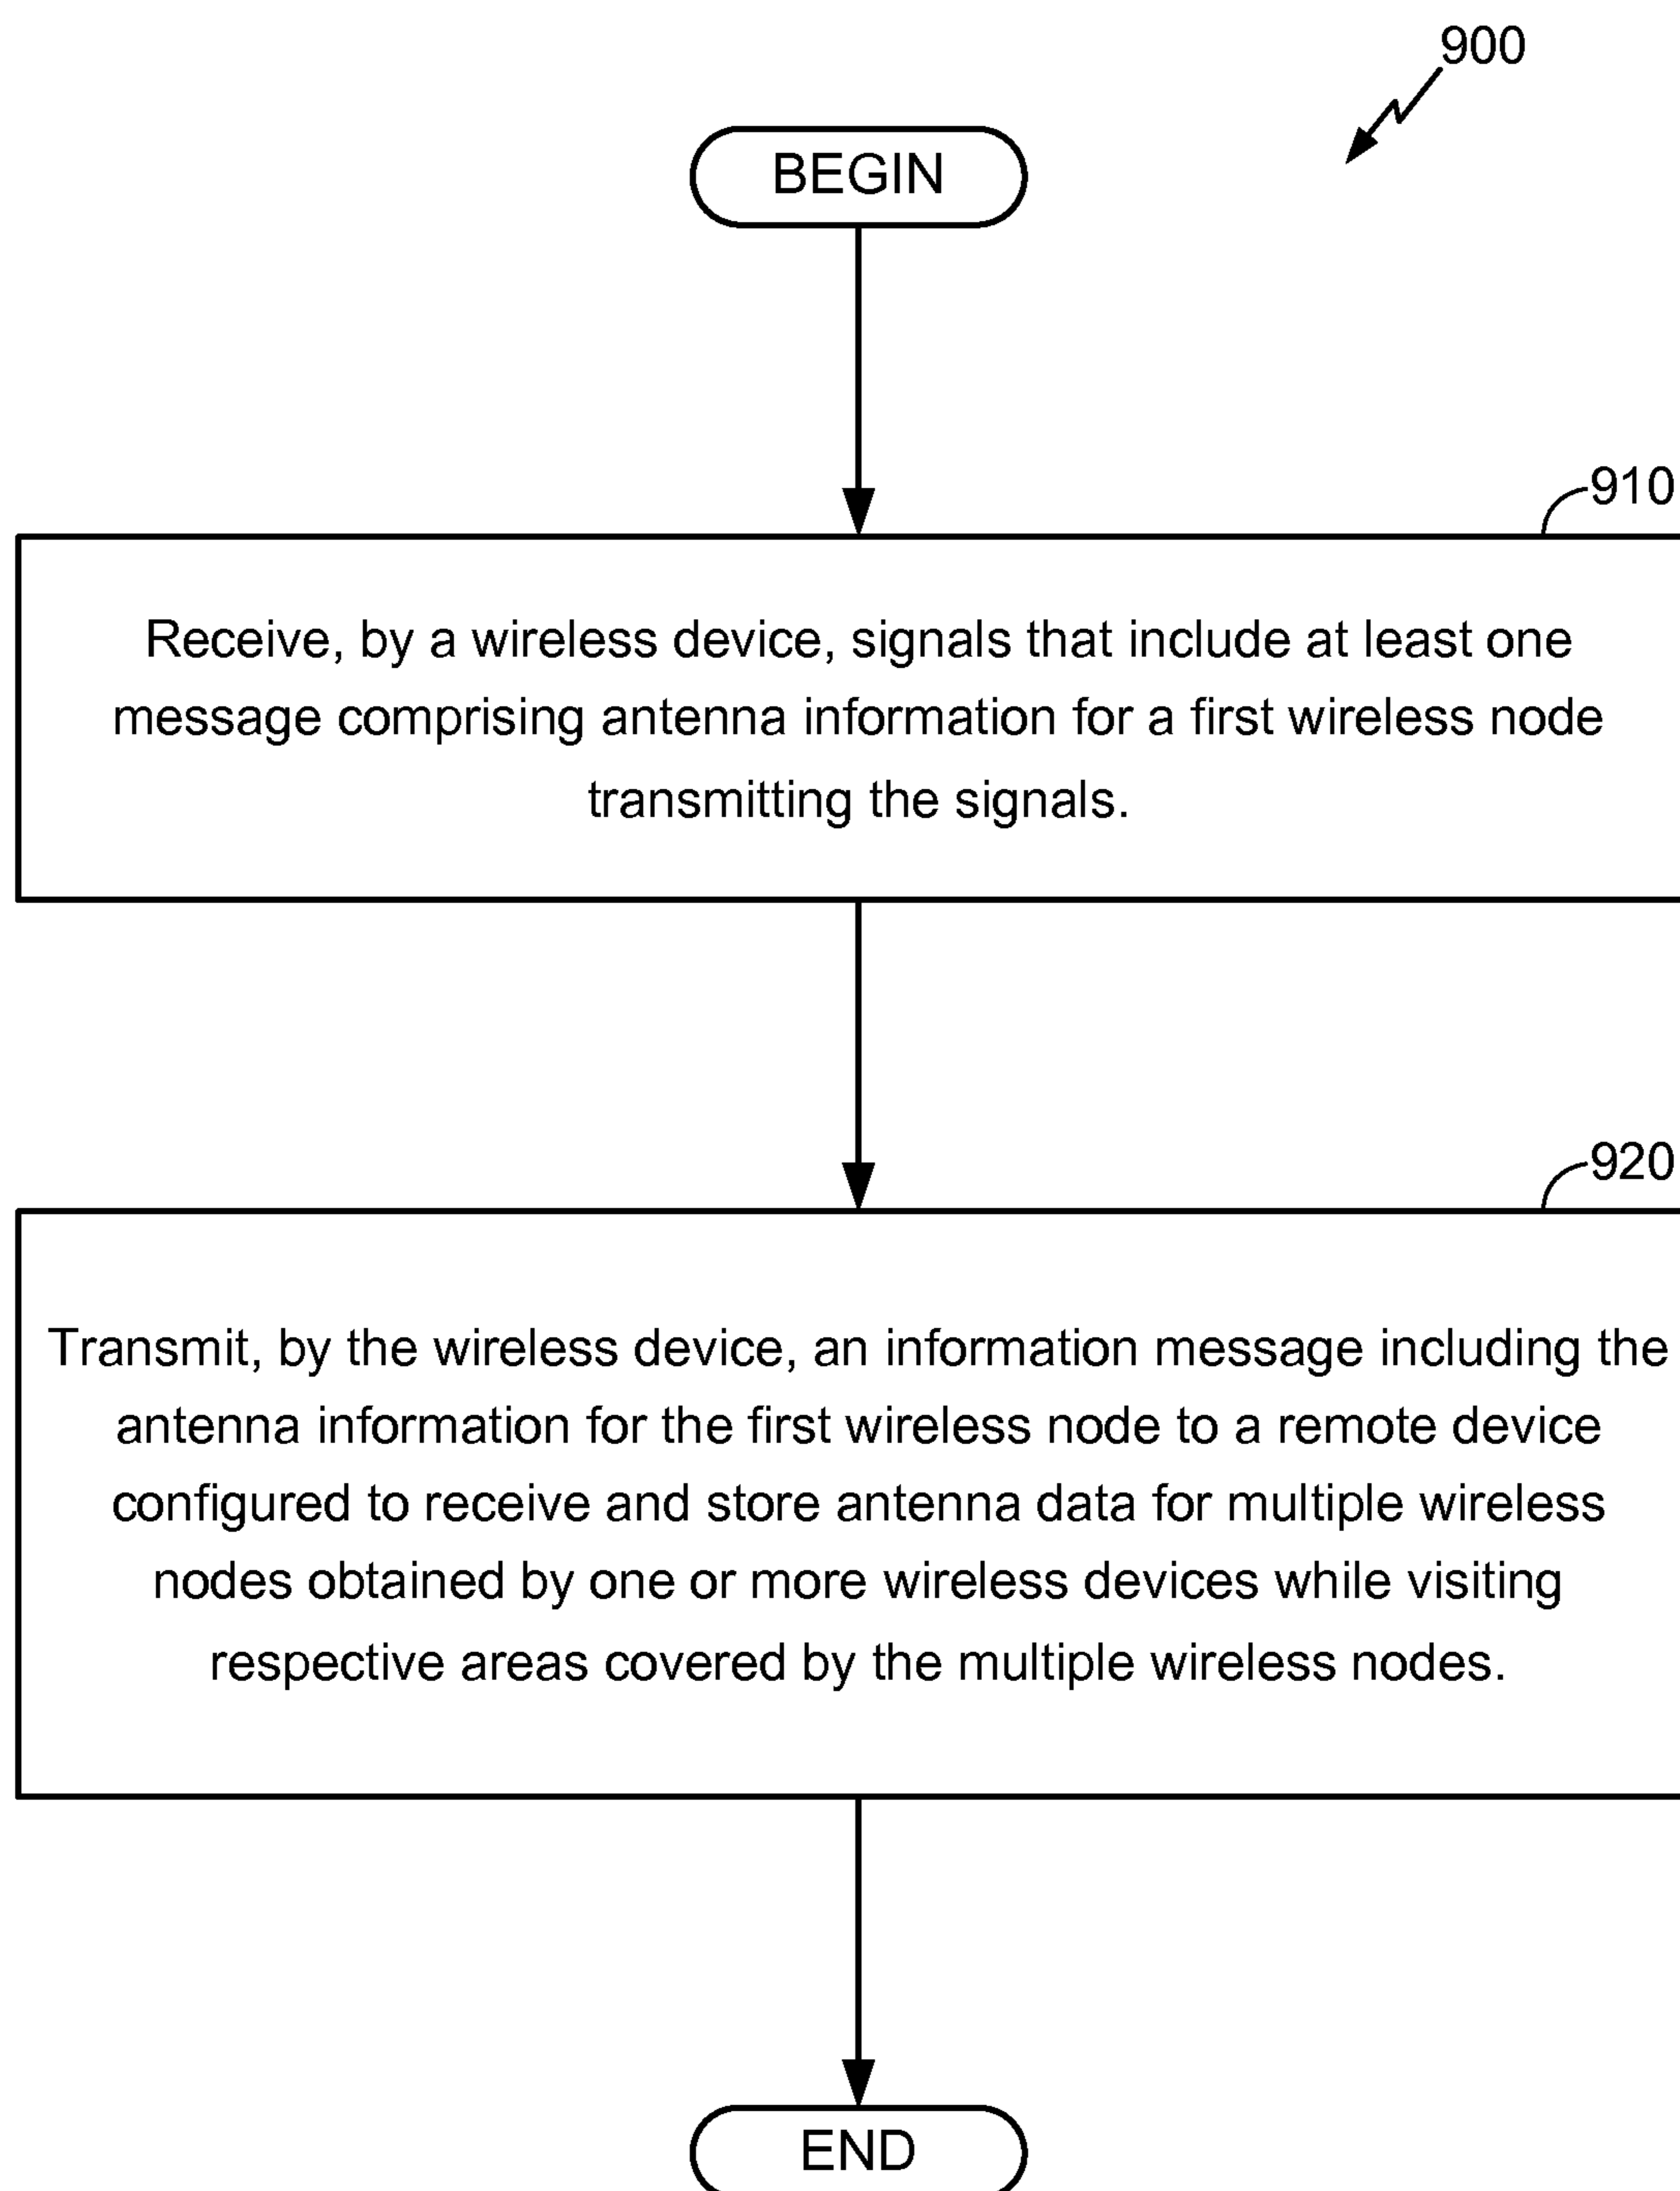 900
BEGIN
910
Receive, by a wireless device, signals that include at least one
message comprising antenna information for a first wireless node
transmitting the signals.
920
Transmit, by the wireless device, an information message including the
antenna information for the first wireless node to a remote device
configured to receive and store antenna data for multiple wireless
nodes obtained by one or more wireless devices while visiting
respective areas covered by the multiple wireless nodes.
END